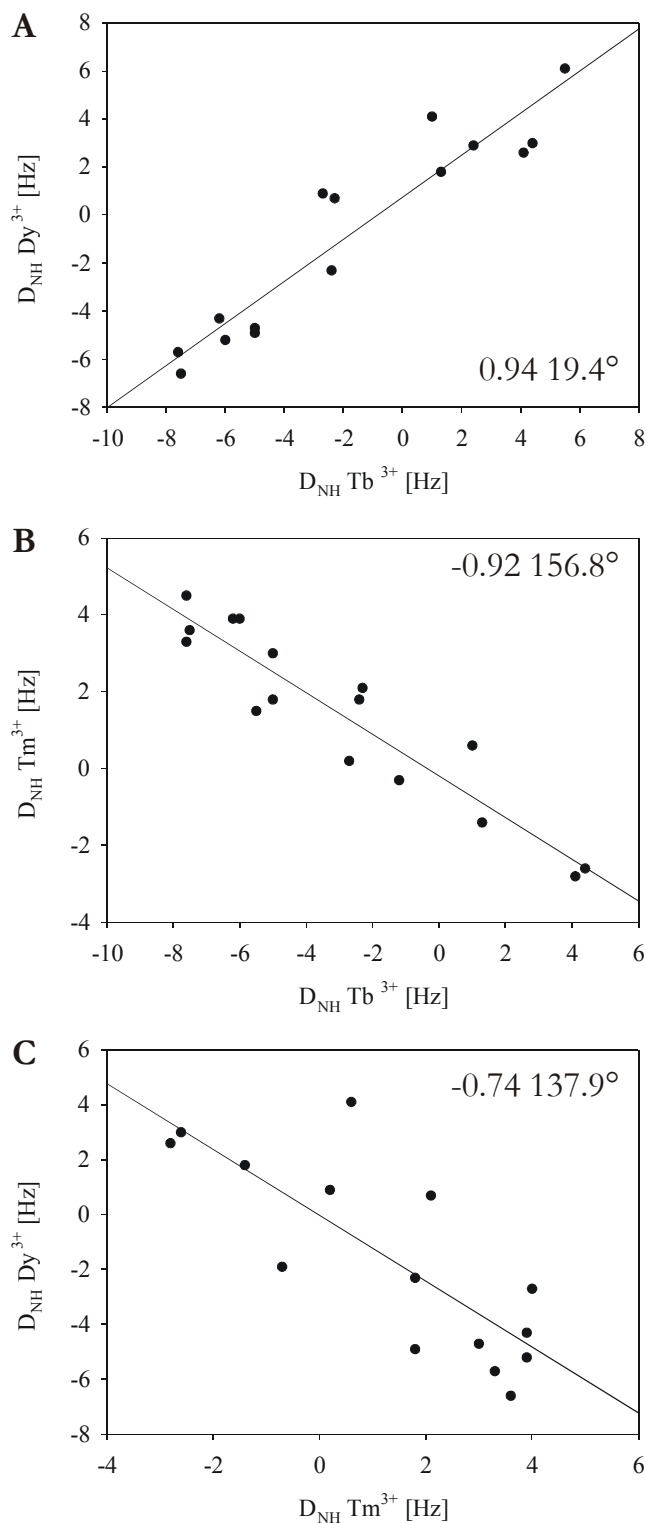 A
8
6
4
2
0
-2
-4
-6
-8
D_NH Dy 3+ [Hz]
0.94 19.4°
-10 -8 -6 -4 -2 0 2 4 6 8
D_NH Tb 3+ [Hz]
B
6
4
2
0
-2
-4
D_NH Tm3+ [Hz]
-0.92 156.8°
-10 -8 -6 -4 -2 0 2 4 6
D_NH Tb 3+ [Hz]
C
6
4
2
0
-2
-4
-6
-8
D_NH Dy 3+ [Hz]
-0.74 137.9°
-4 -2 0 2 4 6
D_NH Tm3+ [Hz]